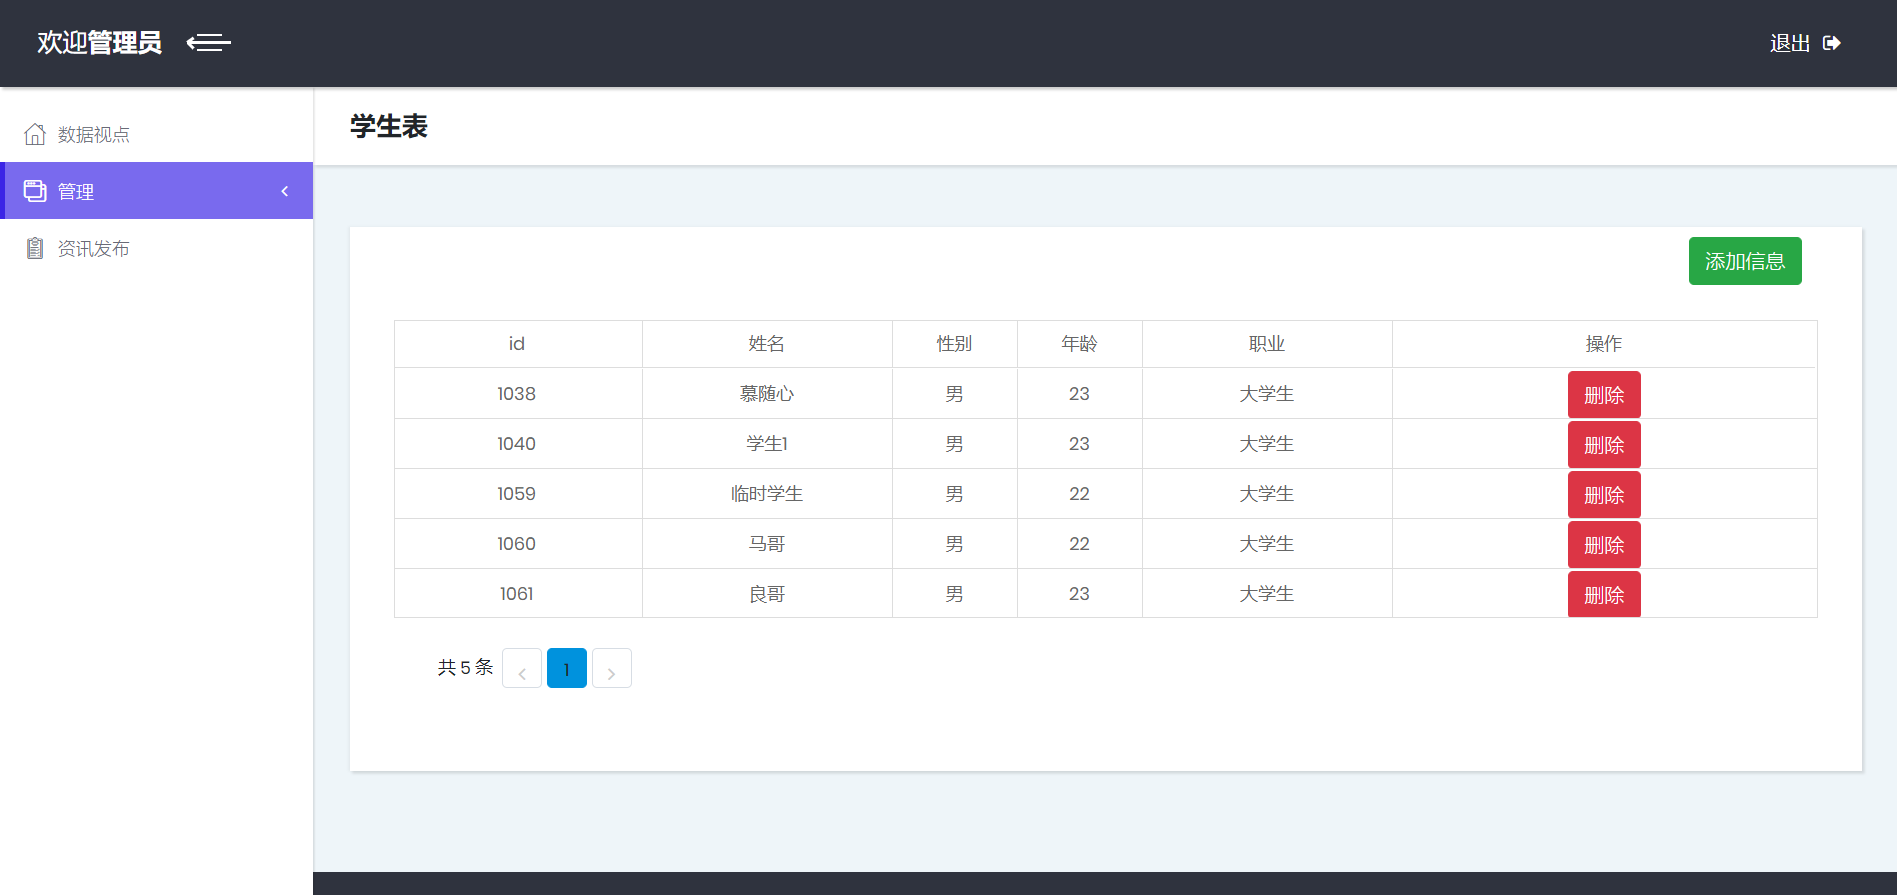 欢迎管理员
退出
数据视点
管理
资讯发布
学生表
添加信息
id 姓名 性别 年龄 职业 操作
1038 慕随心 男 23 大学生 删除
1040 学生1 男 23 大学生 删除
1059 临时学生 男 22 大学生 删除
1060 马哥 男 22 大学生 删除
1061 良哥 男 23 大学生 删除
共 5 条 1